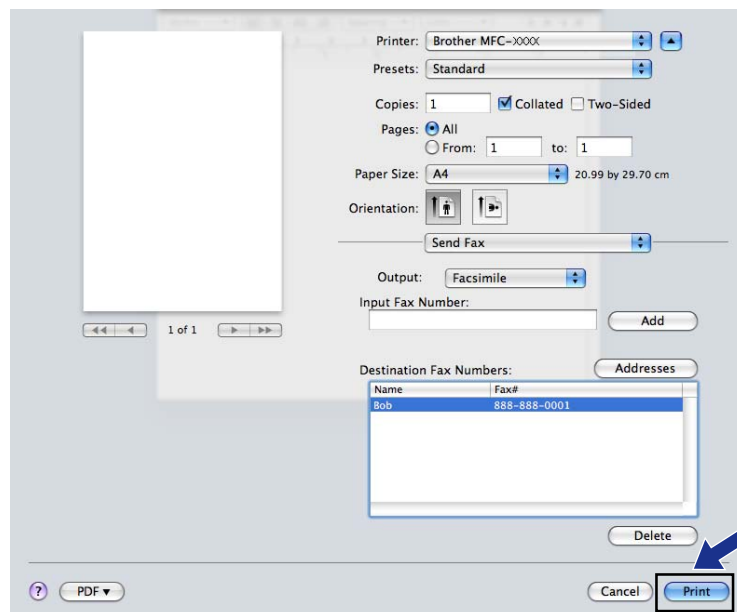 Printer: Brother MFC-XXXX
Presets: Standard
Copies: 1 Collated Two-Sided
Pages: All
From: 1 to: 1
Paper Size: A4 20.99 by 29.70 cm
Orientation:
Send Fax
Output: Facsimile
Input Fax Number:
Add
1 of 1
Destination Fax Numbers: Addresses
Name Fax#
Bob 888-888-0001
Delete
? PDF Cancel Print